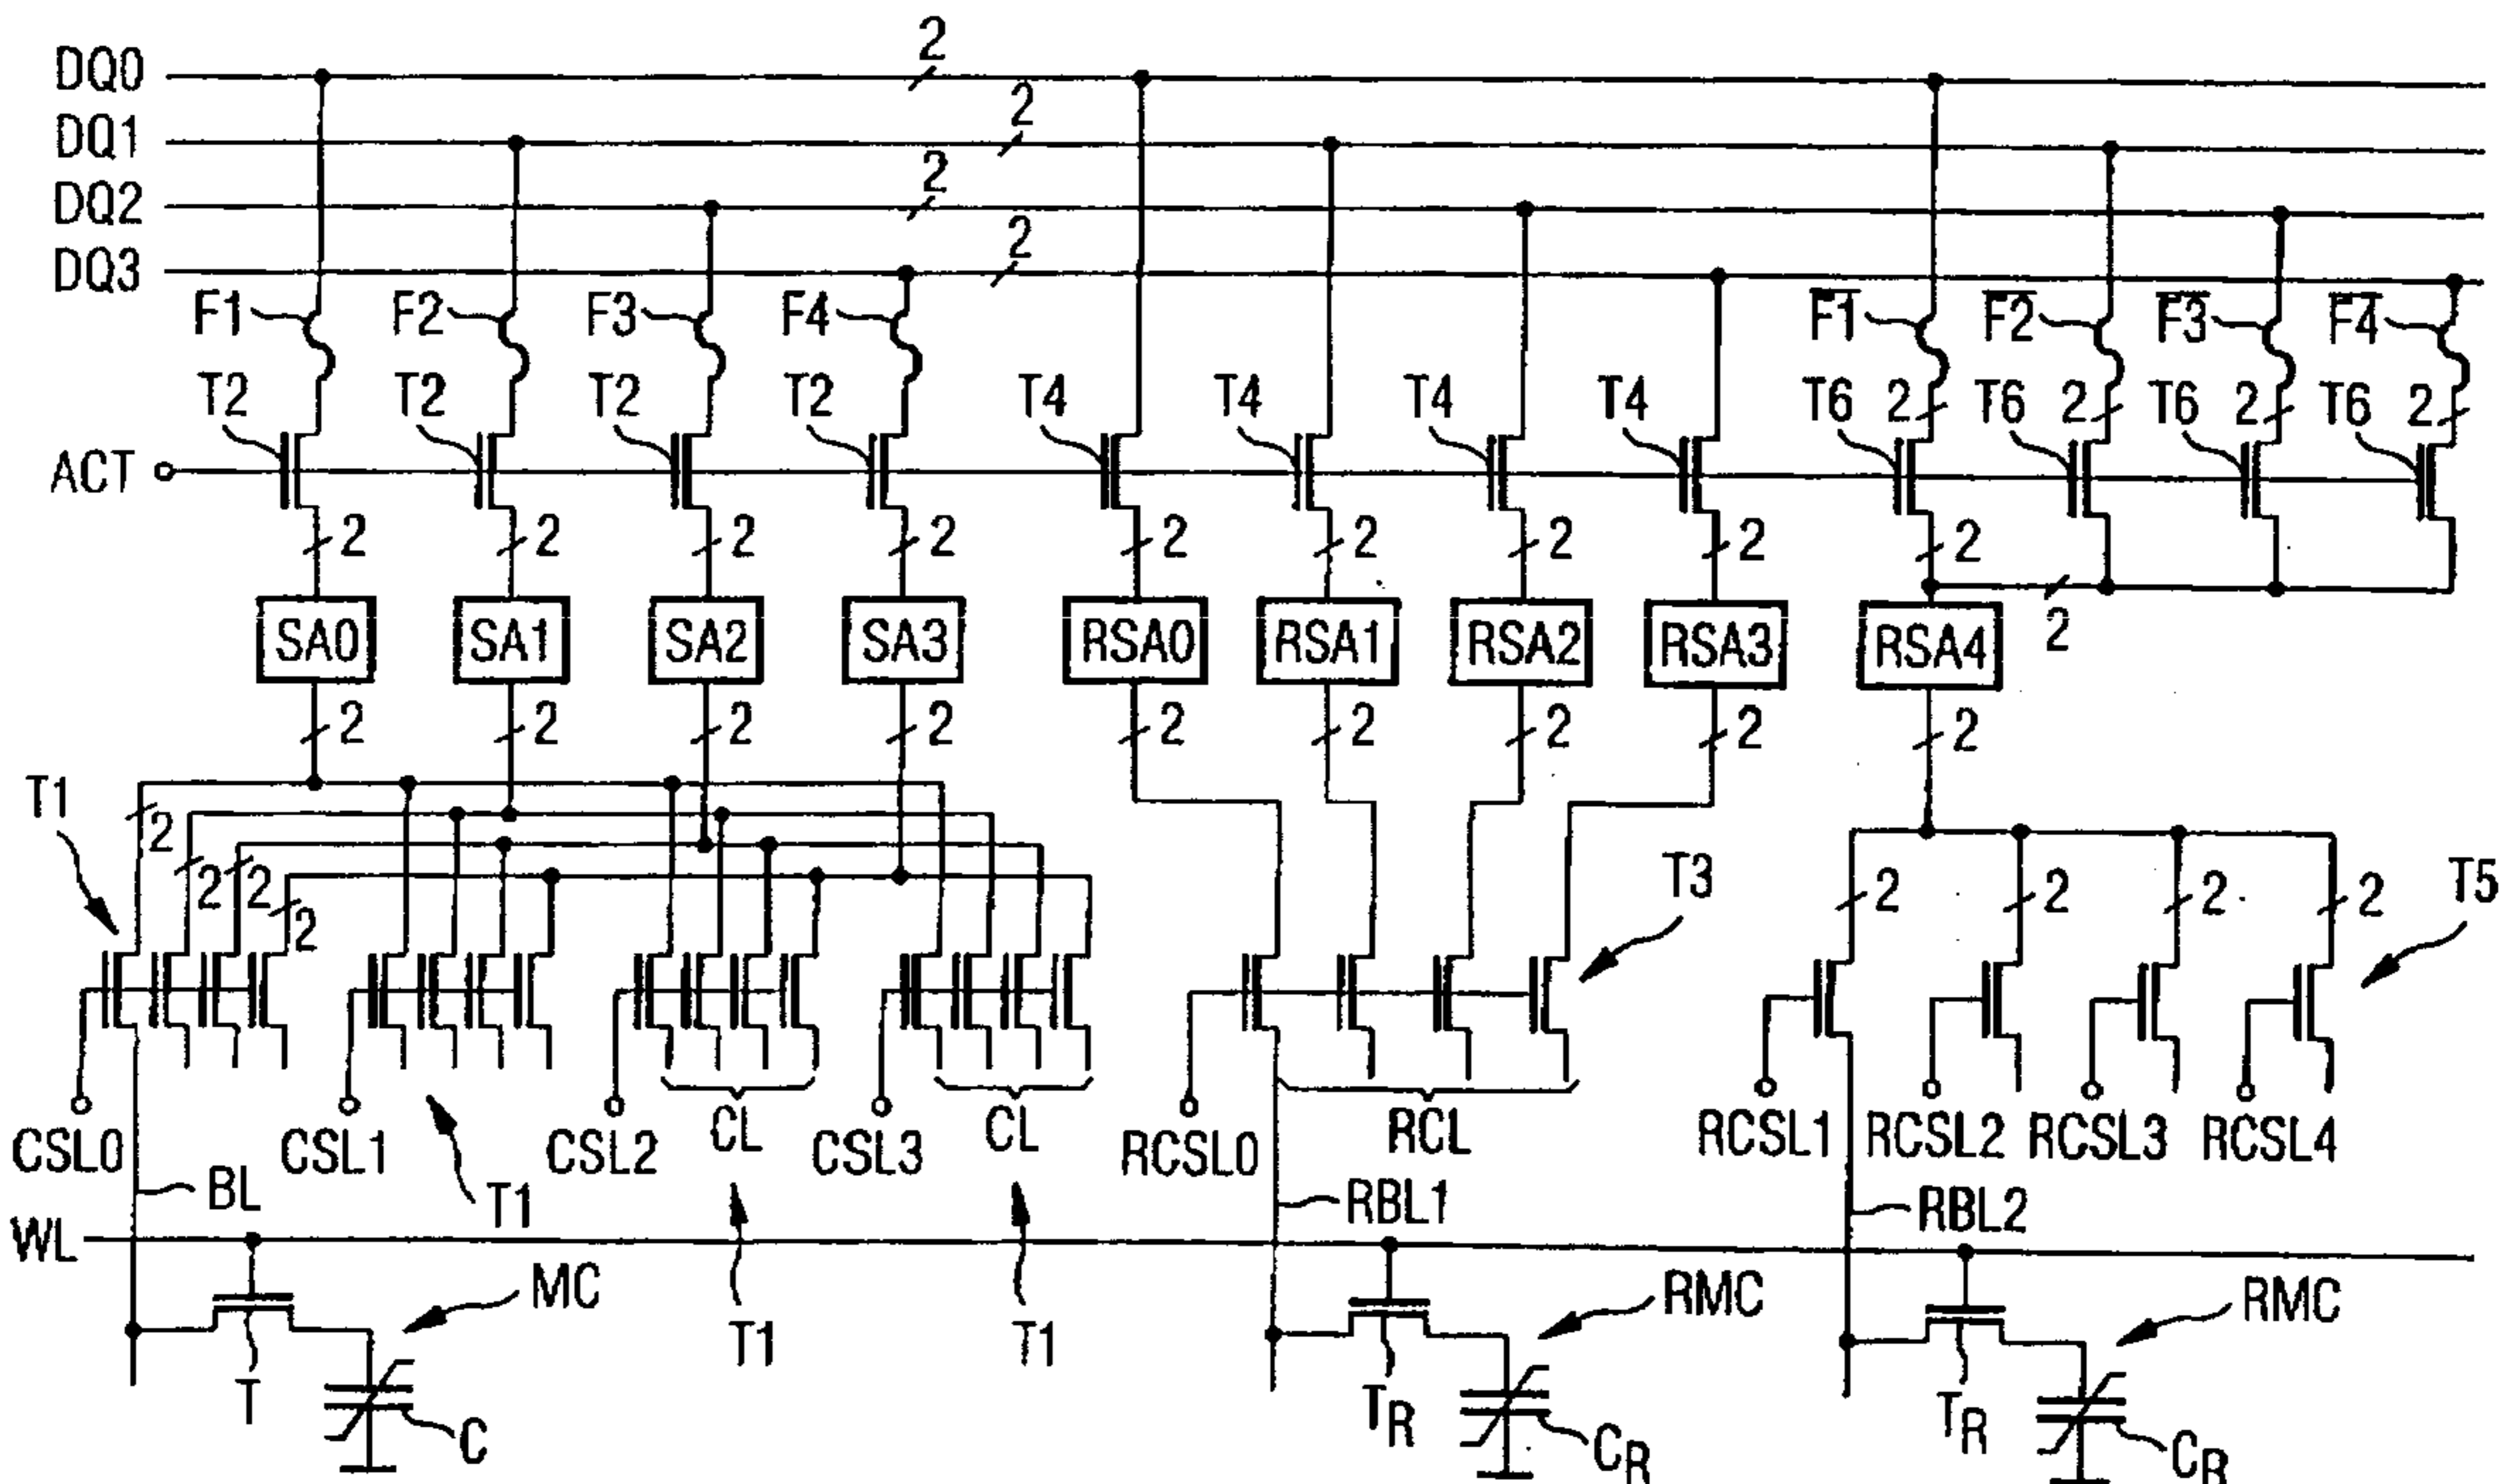 DQ0 2
DQ1 2
DQ2 2
DQ3 2
F1 F2 F3 F4 F̅1̅ F̅2̅ F̅3̅ F̅4̅
T2 T2 T2 T2 T4 T4 T4 T4 T6 2 T6 2 T6 2 T6 2
ACT
2 2 2 2 2 2 2 2 2
SA0 SA1 SA2 SA3 RSA0 RSA1 RSA2 RSA3 RSA4 2
2 2 2 2 2 2 2 2 2
T1 2 2 2 2 T3 2 2 2 2 T5
CSL0 CSL1 CSL2 CL CSL3 CL RCSL0 RCL RCSL1 RCSL2 RCSL3 RCSL4
BL T1 RBL1 RBL2
WL MC T1 T1 RMC RMC
T C TR CR TR CR